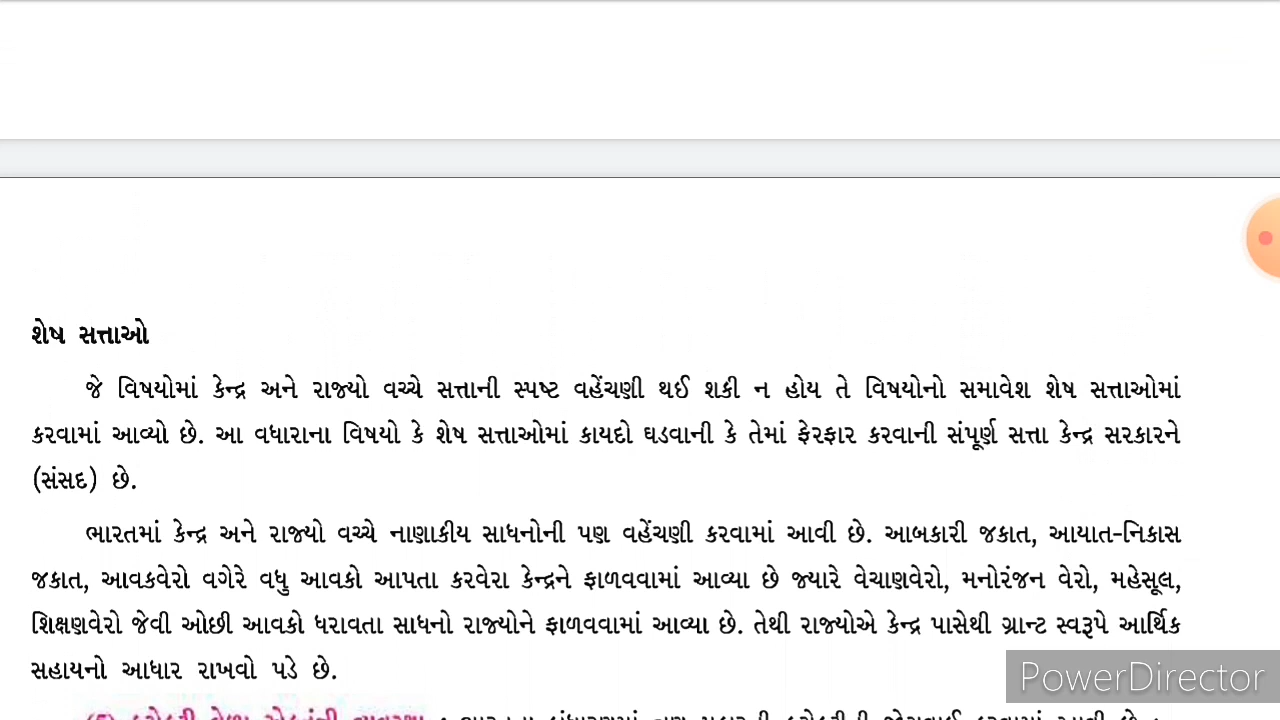 શેષ સત્તાઓ
જે વિષયોમાં કેન્દ્ર અને રાજ્યો વચ્ચે સત્તાની સ્પષ્ટ વહેંચણી થઈ શકી ન હોય તે વિષયોનો સમાવેશ શેષ સત્તાઓમાં
કરવામાં આવ્યો છે. આ વધારાના વિષયો કે શેષ સત્તાઓમાં કાયદો ઘડવાની કે તેમાં ફેરફાર કરવાની સંપૂર્ણ સત્તા કેન્દ્ર સરકારને
(સંસદ) છે.
ભારતમાં કેન્દ્ર અને રાજ્યો વચ્ચે નાણાકીય સાધનોની પણ વહેંચણી કરવામાં આવી છે. આબકારી જકાત, આયાત-નિકાસ
જકાત, આવકવેરો વગેરે વધુ આવકો આપતા કરવેરા કેન્દ્રને ફાળવવામાં આવ્યા છે જ્યારે વેચાણવેરો, મનોરંજન વેરો, મહેસૂલ,
શિક્ષણવેરો જેવી ઓછી આવકો ધરાવતા સાધનો રાજ્યોને ફાળવવામાં આવ્યા છે. તેથી રાજ્યોએ કેન્દ્ર પાસેથી ગ્રાન્ટ સ્વરૂપે આર્થિક
સહાયનો આધાર રાખવો પડે છે.
PowerDirector